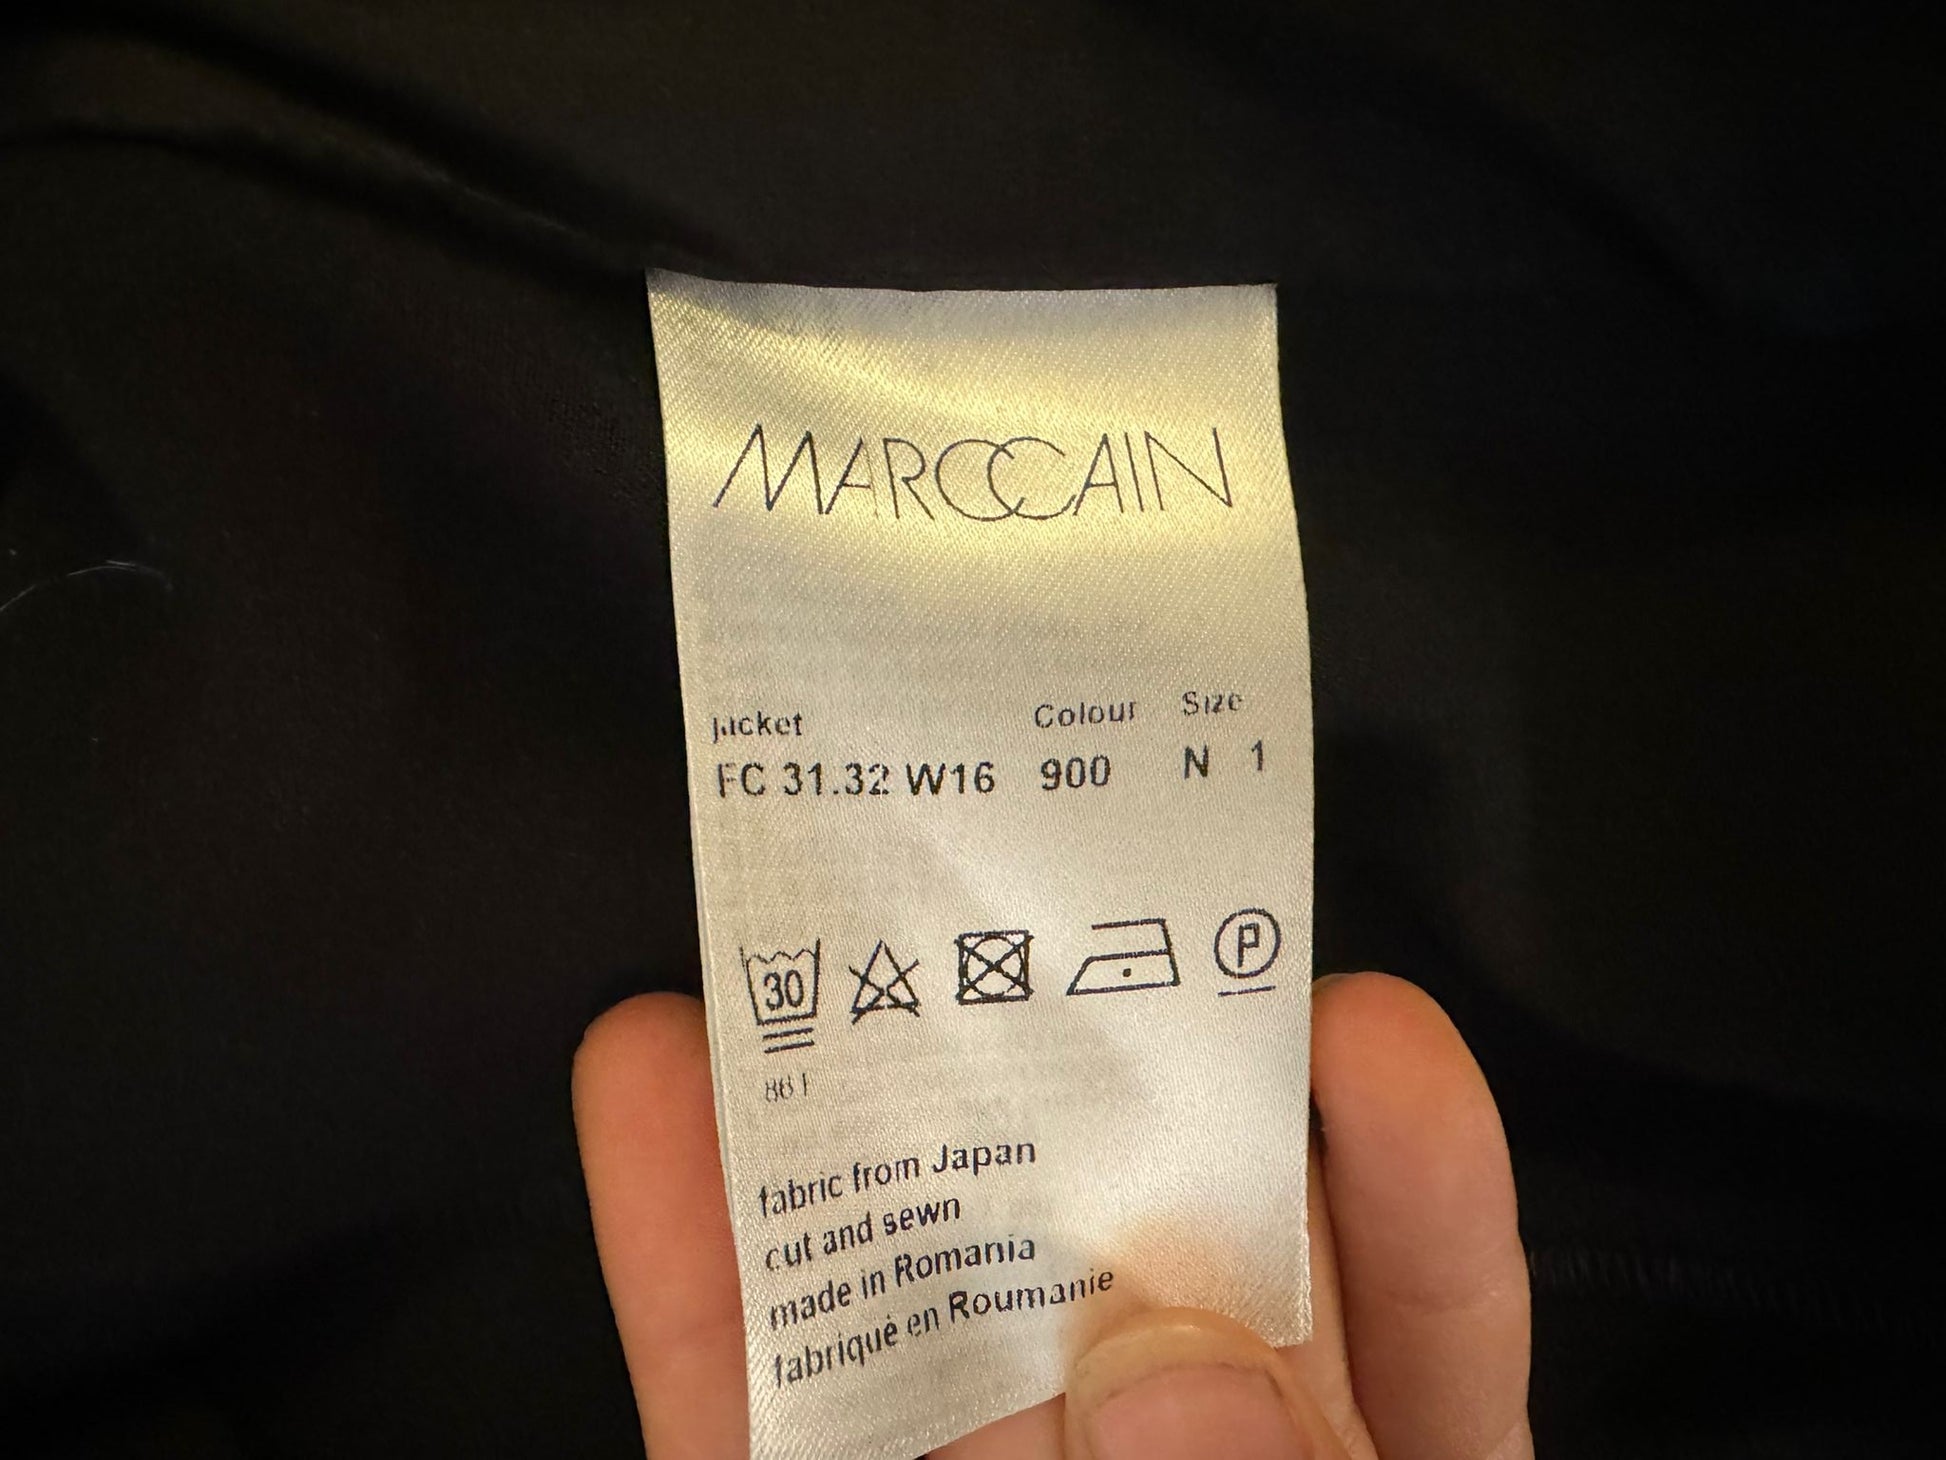 MARCCAIN
Jacket Colour Size
FC 31.32 W16 900 N 1
30 P
fabric from Japan
cut and sewn
made in Romania
fabriqué en Roumanie